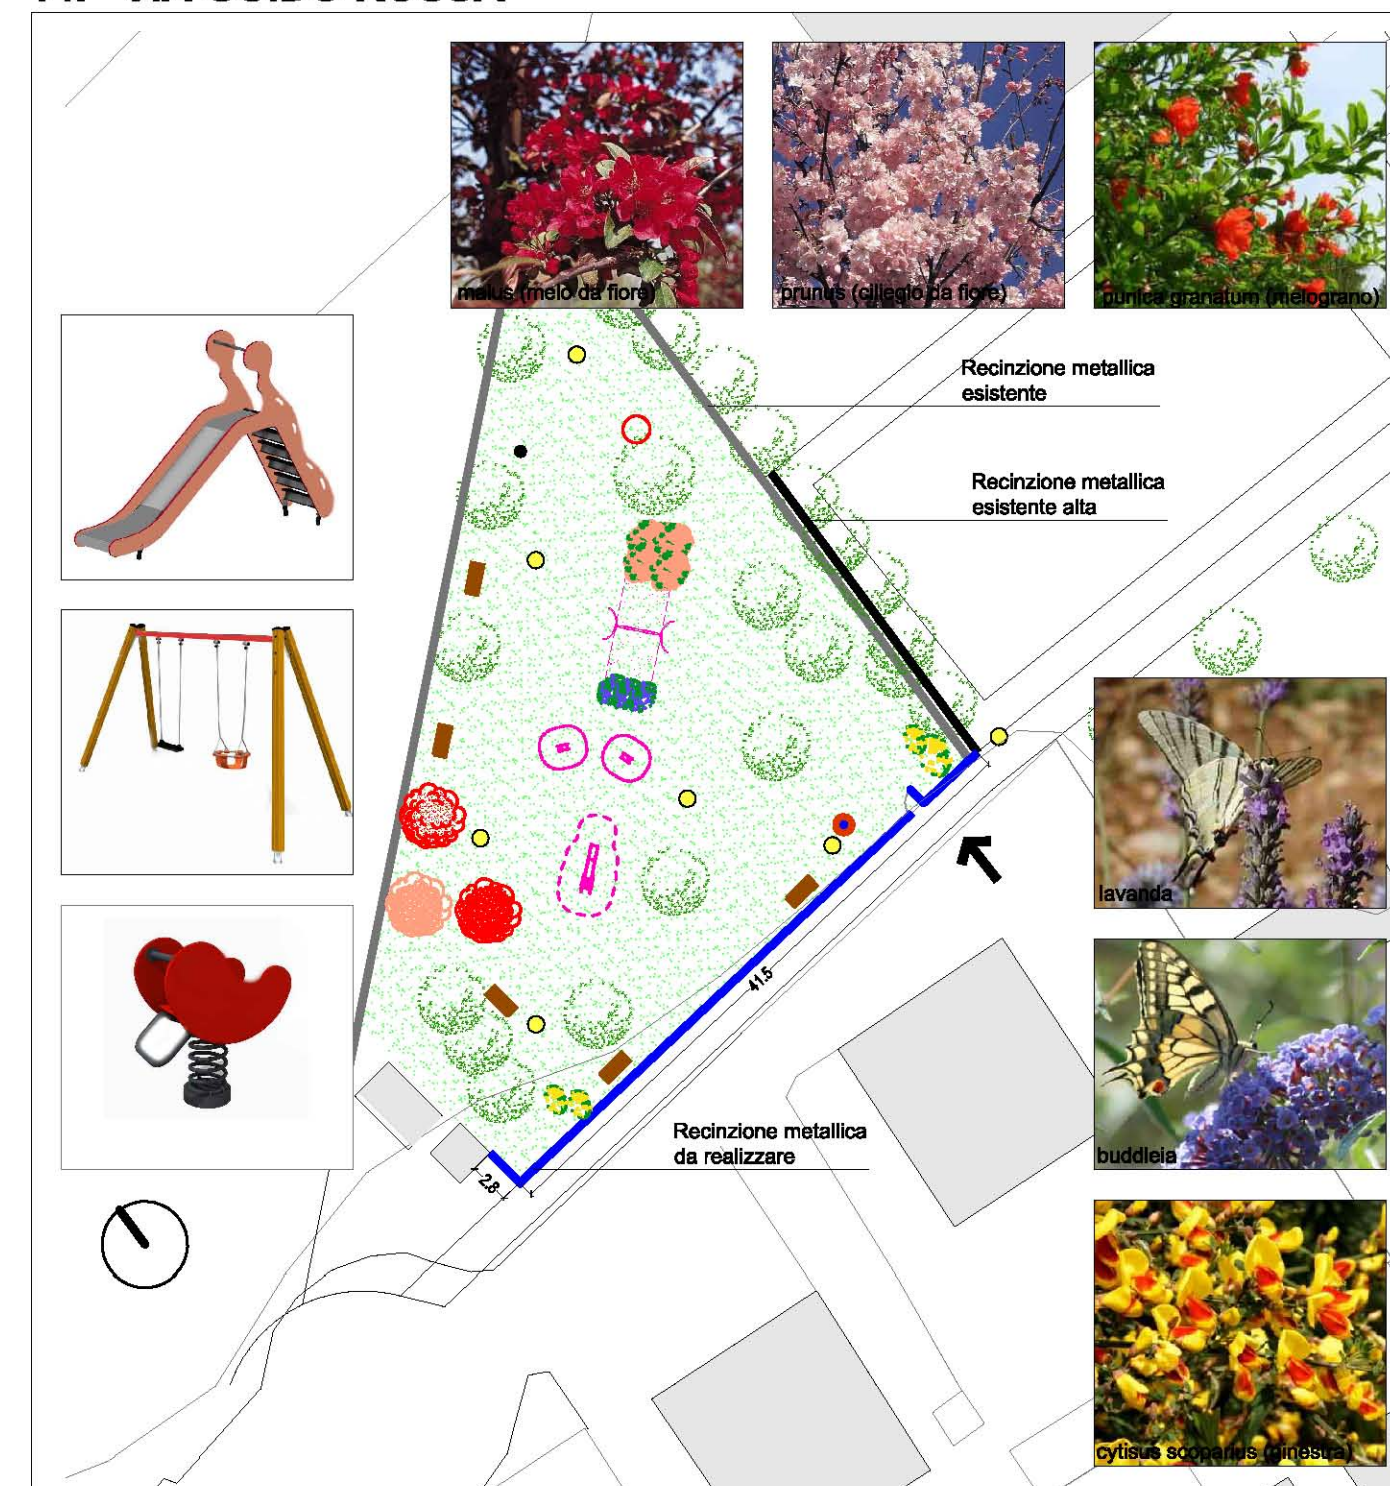 malus (melo da fiore)
prunus (ciliegio da fiore)
punica granatum (melograno)
Recinzione metallica
esistente
Recinzione metallica
esistente alta
lavanda
41.5
buddleia
Recinzione metallica
da realizzare
2.8
cytisus scoparius (ginestra)